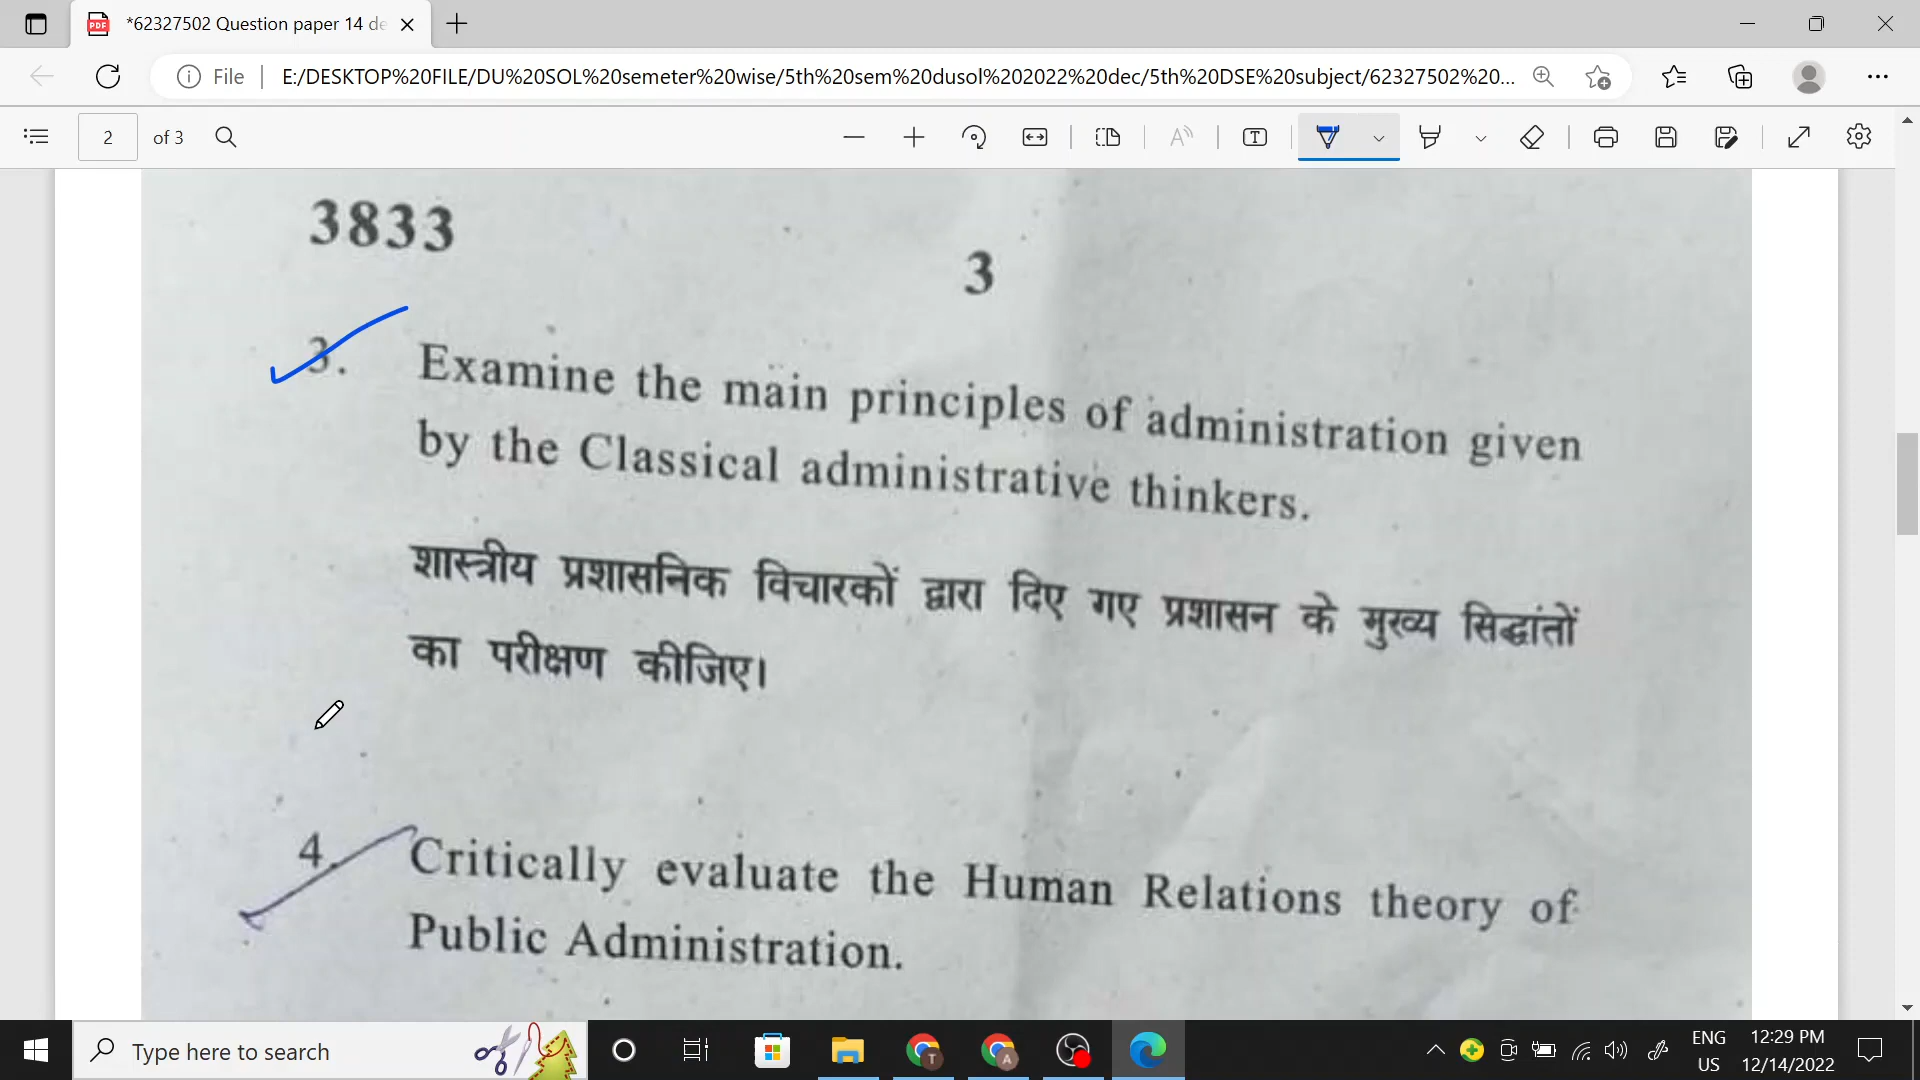 *62327502 Question paper 14 de
File
E:/DESKTOP%20FILE/DU%20SOL%20semeter%20wise/5th%20sem%20dusol%202022%20dec/5th%20DSE%20subject/62327502%20...
2
of 3
3833
3
3.
Examine the main principles of administration given
by the Classical administrative thinkers.
शास्त्रीय प्रशासनिक विचारकों द्वारा दिए गए प्रशासन के मुख्य सिद्धांतों
का परीक्षण कीजिए।
4.
Critically evaluate the Human Relations theory of
Public Administration.
Type here to search
ENG
US
12:29 PM
12/14/2022